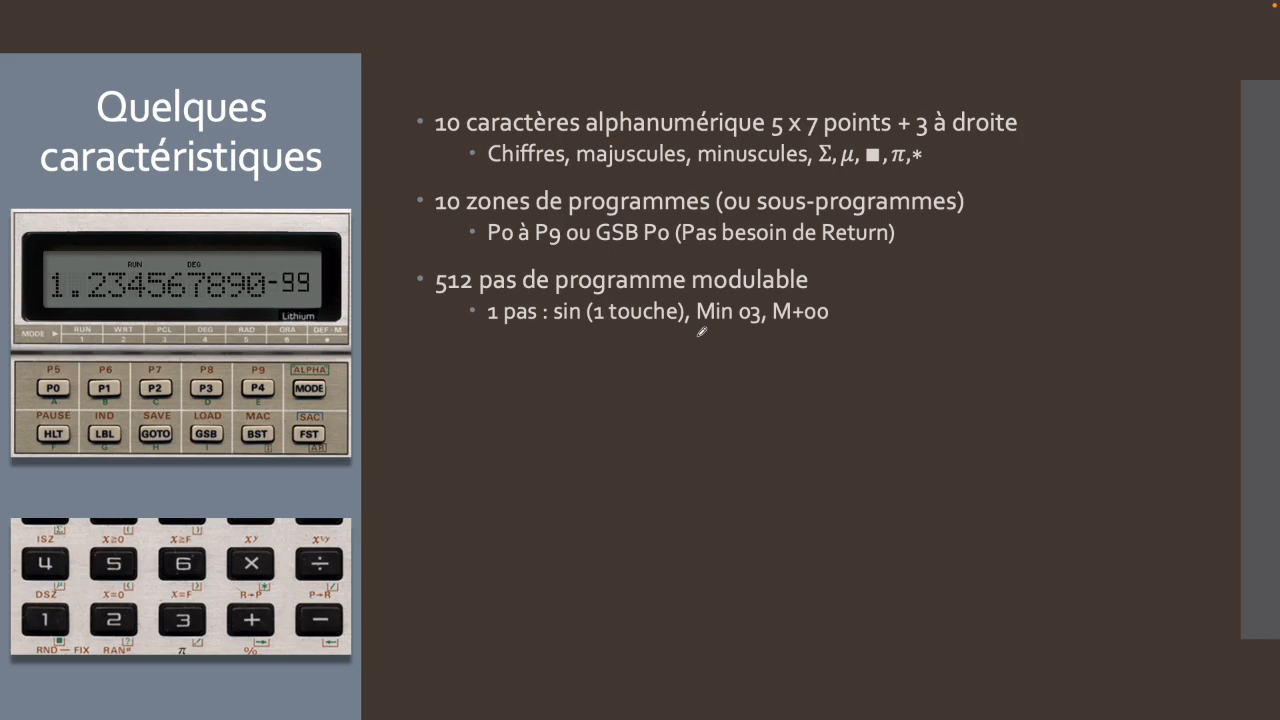 Quelques
caractéristiques
• 10 caractères alphanumérique 5 x 7 points + 3 à droite
• Chiffres, majuscules, minuscules, Σ, μ, ■, π,*
• 10 zones de programmes (ou sous-programmes)
• P0 à P9 ou GSB P0 (Pas besoin de Return)
• 512 pas de programme modulable
• 1 pas : sin (1 touche), Min 03, M+00
RUN DEG
1.234567890-99
Lithium
MODE ▶ RUN WRT PCL DEG RAD GRA DEF·M
1 2 3 4 5 6 •
P5 P6 P7 P8 P9 ALPHA
P0 P1 P2 P3 P4 MODE
A B C D E
PAUSE IND SAVE LOAD MAC SAC
HLT LBL GOTO GSB BST FST
F G H I AR
Σ ( )
ISZ X≥0 X≥F X^y X^1/y
4 5 6 × ÷
μ * /
DSZ X=0 X=F R→P P→R
1 2 3 + −
■ ? → ←
RND — FIX RAN# π %